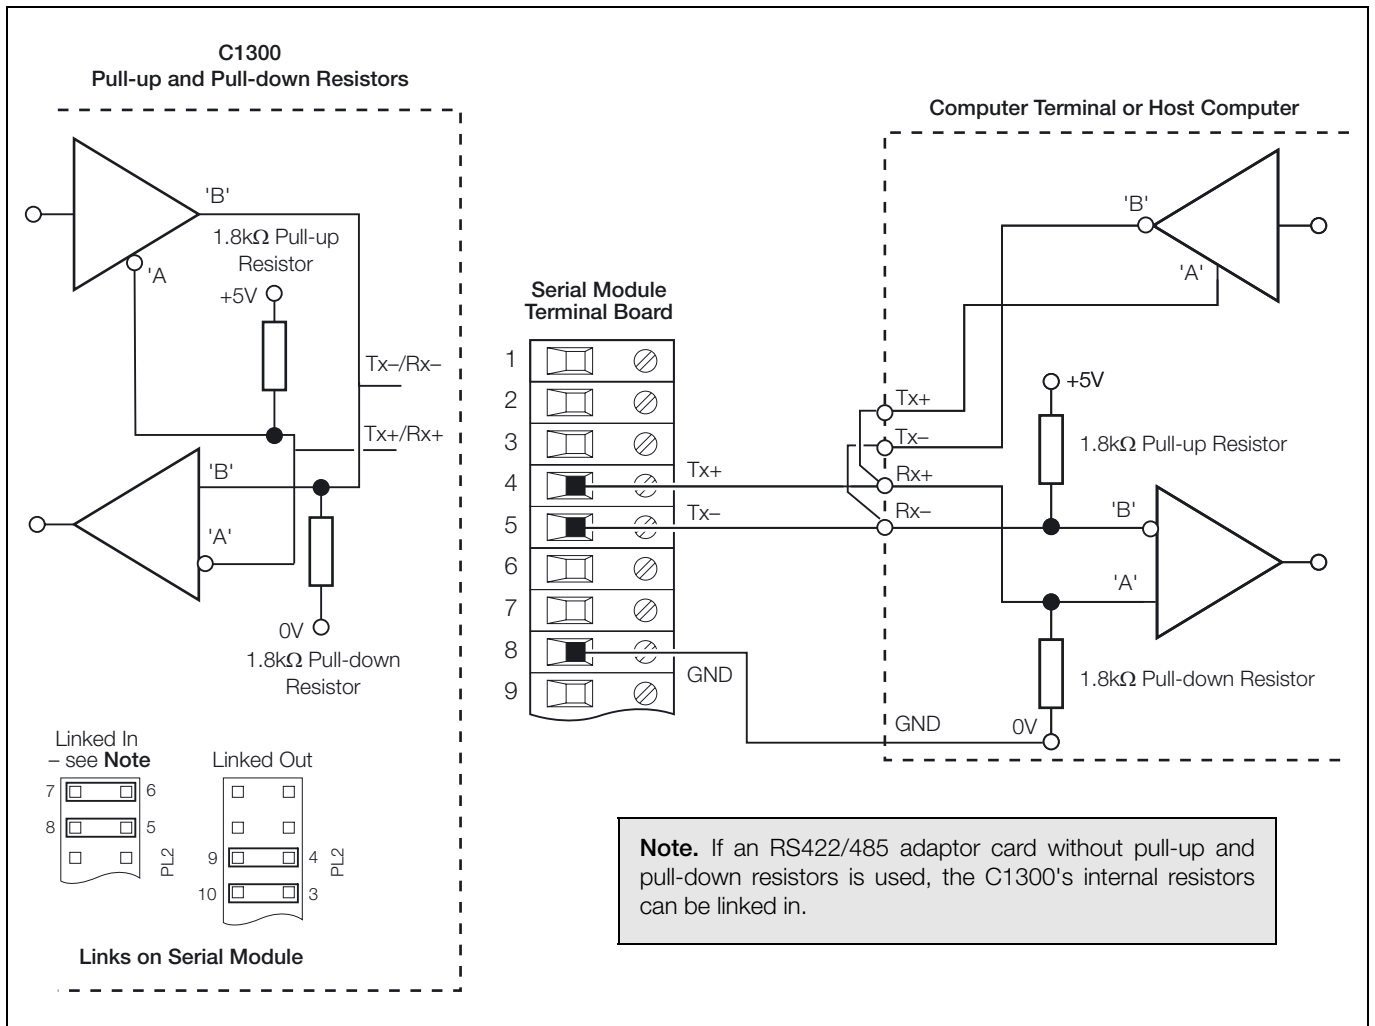 C1300
Pull-up and Pull-down Resistors
'B'
1.8kΩ Pull-up
Resistor
'A
+5V
Tx–/Rx–
Tx+/Rx+
'B'
'A'
0V
1.8kΩ Pull-down
Resistor
Linked In
– see Note
7 6
8 5
PL2
Linked Out
9 4
10 3
PL2
Links on Serial Module
Serial Module
Terminal Board
1
2
3
4
5
6
7
8
9
Tx+
Tx–
GND
Computer Terminal or Host Computer
'B'
'A'
Tx+
Tx–
Rx+
Rx–
+5V
1.8kΩ Pull-up Resistor
'B'
'A'
1.8kΩ Pull-down Resistor
GND
0V
Note. If an RS422/485 adaptor card without pull-up and
pull-down resistors is used, the C1300's internal resistors
can be linked in.